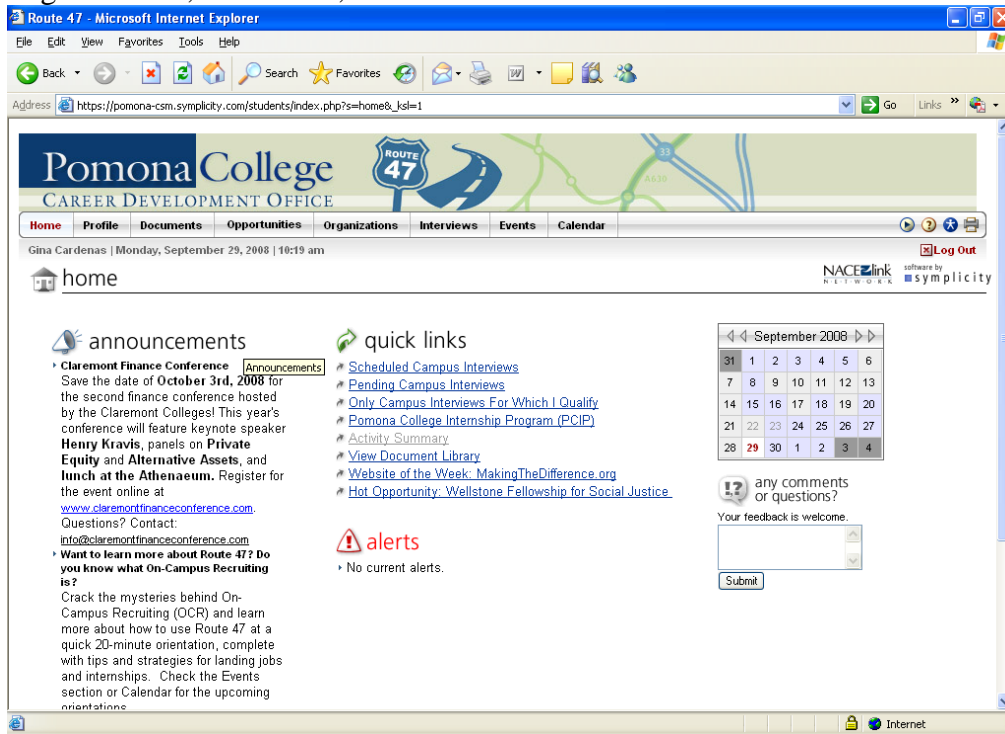 Route 47 - Microsoft Internet Explorer
File Edit View Favorites Tools Help
Back Search Favorites
Address https://pomona-csm.symplicity.com/students/index.php?s=home&_ksl=1 Go Links »
Pomona College
CAREER DEVELOPMENT OFFICE
ROUTE
47
33
A630
Home Profile Documents Opportunities Organizations Interviews Events Calendar
Gina Cardenas | Monday, September 29, 2008 | 10:19 am
Log Out
home
NACElink
NETWORK
software by
symplicity
announcements
Claremont Finance Conference
Announcements
Save the date of October 3rd, 2008 for
the second finance conference hosted
by the Claremont Colleges! This year's
conference will feature keynote speaker
Henry Kravis, panels on Private
Equity and Alternative Assets, and
lunch at the Athenaeum. Register for
the event online at
www.claremontfinanceconference.com.
Questions? Contact:
info@claremontfinanceconference.com
Want to learn more about Route 47? Do
you know what On-Campus Recruiting
is?
Crack the mysteries behind On-
Campus Recruiting (OCR) and learn
more about how to use Route 47 at a
quick 20-minute orientation, complete
with tips and strategies for landing jobs
and internships. Check the Events
section or Calendar for the upcoming
orientations
quick links
Scheduled Campus Interviews
Pending Campus Interviews
Only Campus Interviews For Which I Qualify
Pomona College Internship Program (PCIP)
Activity Summary
View Document Library
Website of the Week: MakingTheDifference.org
Hot Opportunity: Wellstone Fellowship for Social Justice
alerts
No current alerts.
September 2008
31 1 2 3 4 5 6
7 8 9 10 11 12 13
14 15 16 17 18 19 20
21 22 23 24 25 26 27
28 29 30 1 2 3 4
!?
any comments
or questions?
Your feedback is welcome.
Submit
Internet